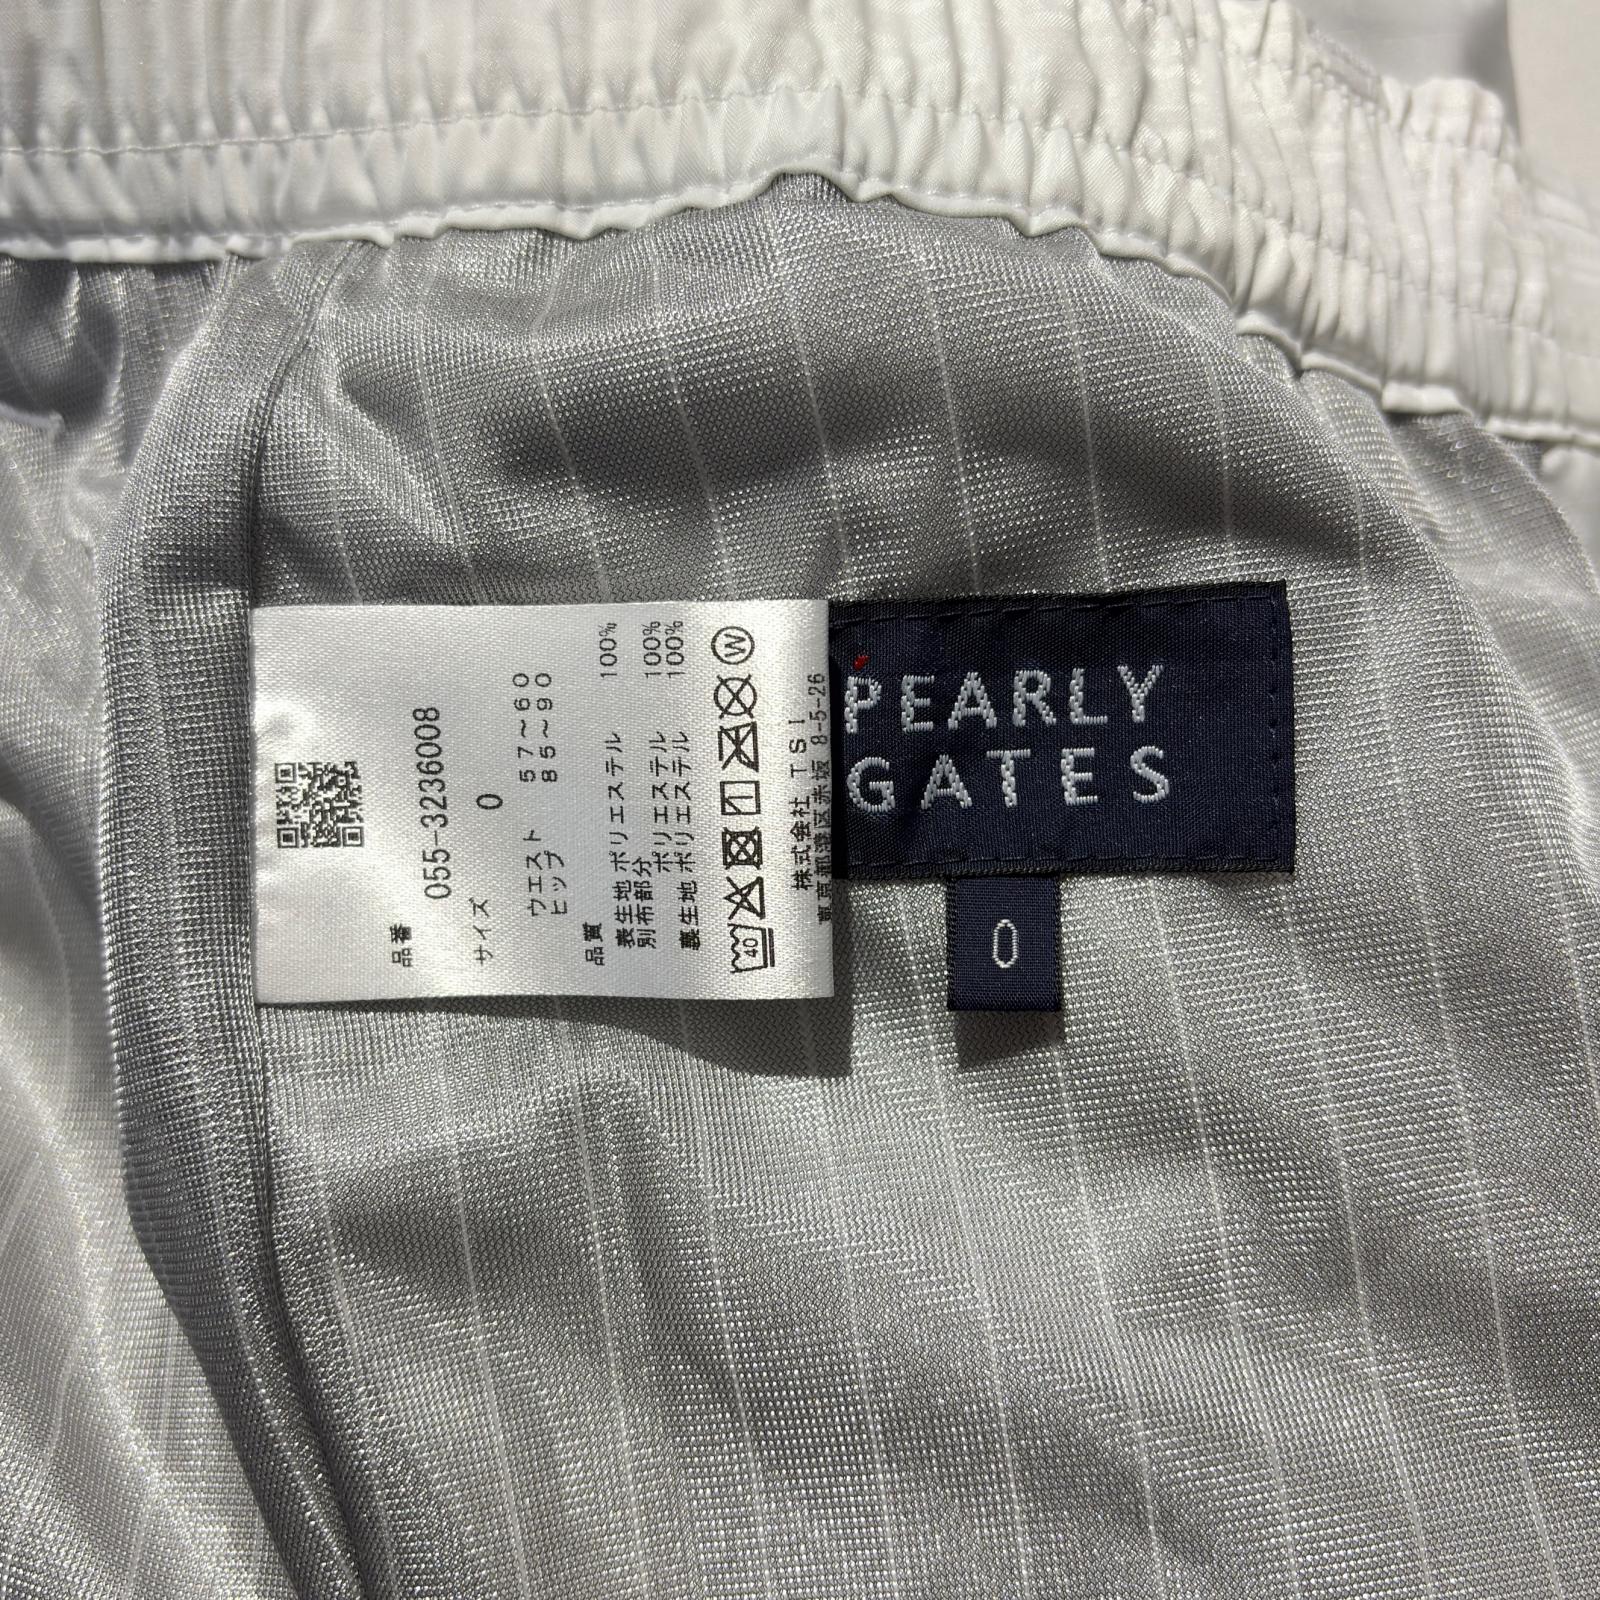 品番 055-3236008
サイズ 0
ウエスト 57～60
ヒップ 85～90
品質
表生地 ポリエステル 100%
別布部分
ポリエステル 100%
裏生地 ポリエステル 100%
40
W
株式会社 TSI
東京都港区赤坂 8-5-26
PEARLY
GATES
0